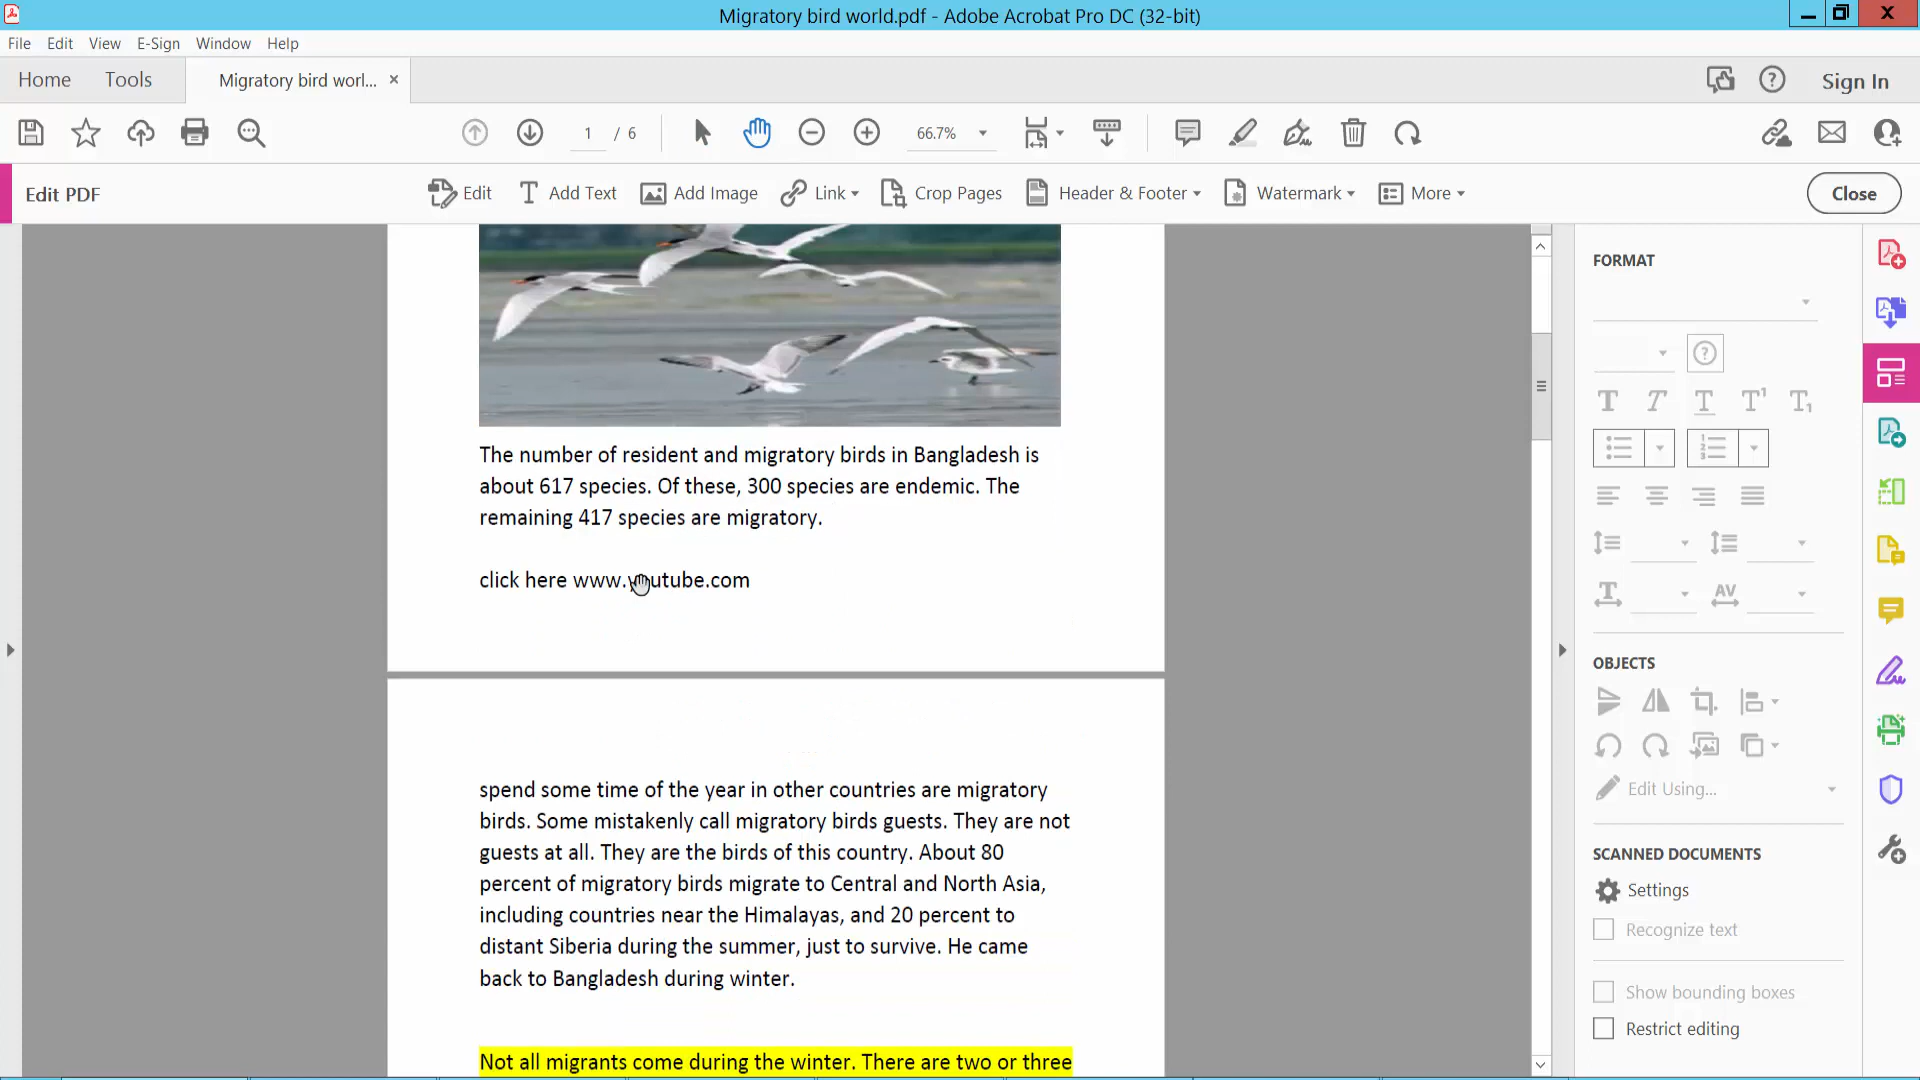 Migratory bird world.pdf - Adobe Acrobat Pro DC (32-bit)
File Edit View E-Sign Window Help
Home Tools Migratory bird worl... × Sign In
1 / 6 66.7%
Edit PDF Edit Add Text Add Image Link Crop Pages Header & Footer Watermark More Close
The number of resident and migratory birds in Bangladesh is
about 617 species. Of these, 300 species are endemic. The
remaining 417 species are migratory.
click here www.youtube.com
spend some time of the year in other countries are migratory
birds. Some mistakenly call migratory birds guests. They are not
guests at all. They are the birds of this country. About 80
percent of migratory birds migrate to Central and North Asia,
including countries near the Himalayas, and 20 percent to
distant Siberia during the summer, just to survive. He came
back to Bangladesh during winter.
Not all migrants come during the winter. There are two or three
FORMAT
OBJECTS
Edit Using...
SCANNED DOCUMENTS
Settings
Recognize text
Show bounding boxes
Restrict editing